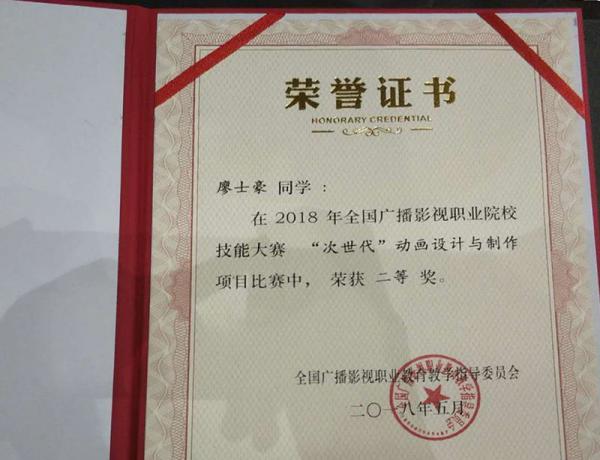 荣誉证书
HONORARY CREDENTIAL
廖士豪 同学：
在 2018 年全国广播影视职业院校
技能大赛 “次世代”动画设计与制作
项目比赛中， 荣获 二等 奖。
全国广播影视职业教育教学指导委员会
二〇一八年五月